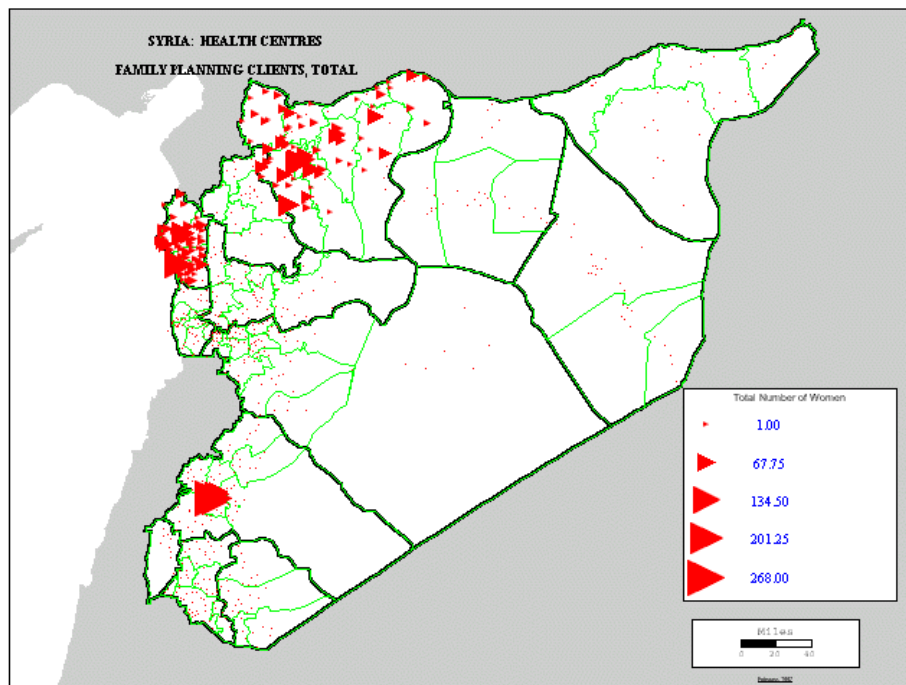 SYRIA: HEALTH CENTRES
FAMILY PLANNING CLIENTS, TOTAL
Total Number of Women
1.00
67.75
134.50
201.25
268.00
Miles
0 20 40